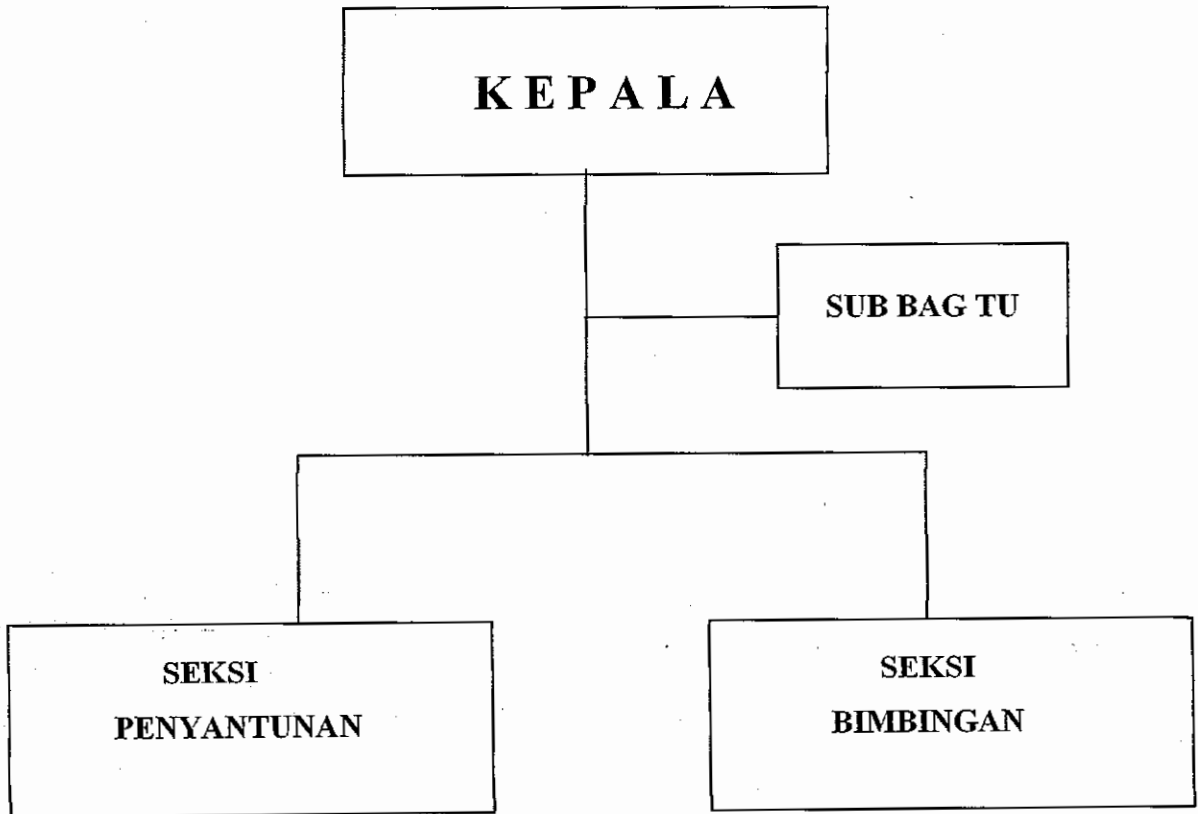 K E P A L A
SUB BAG TU
SEKSI
PENYANTUNAN
SEKSI
BIMBINGAN